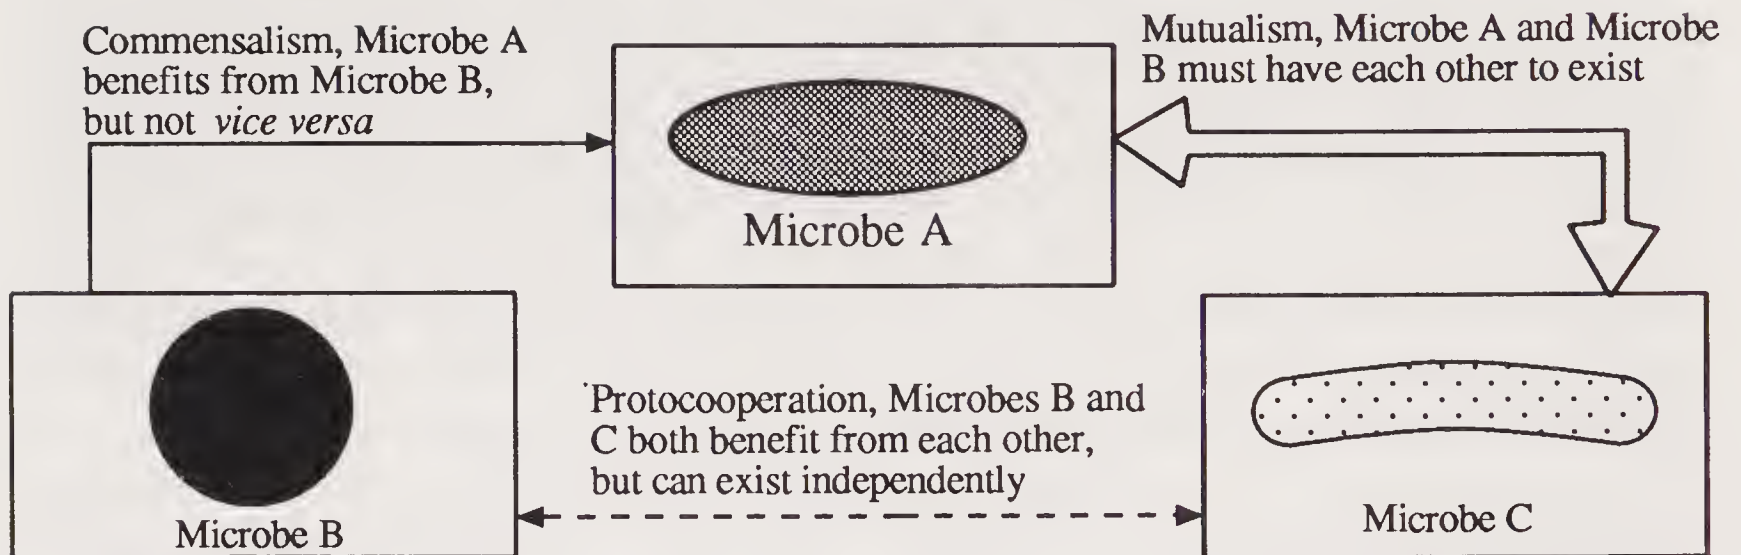 Commensalism, Microbe A
benefits from Microbe B,
but not vice versa
Microbe A
Mutualism, Microbe A and Microbe
B must have each other to exist
Microbe B
Protocooperation, Microbes B and
C both benefit from each other,
but can exist independently
Microbe C